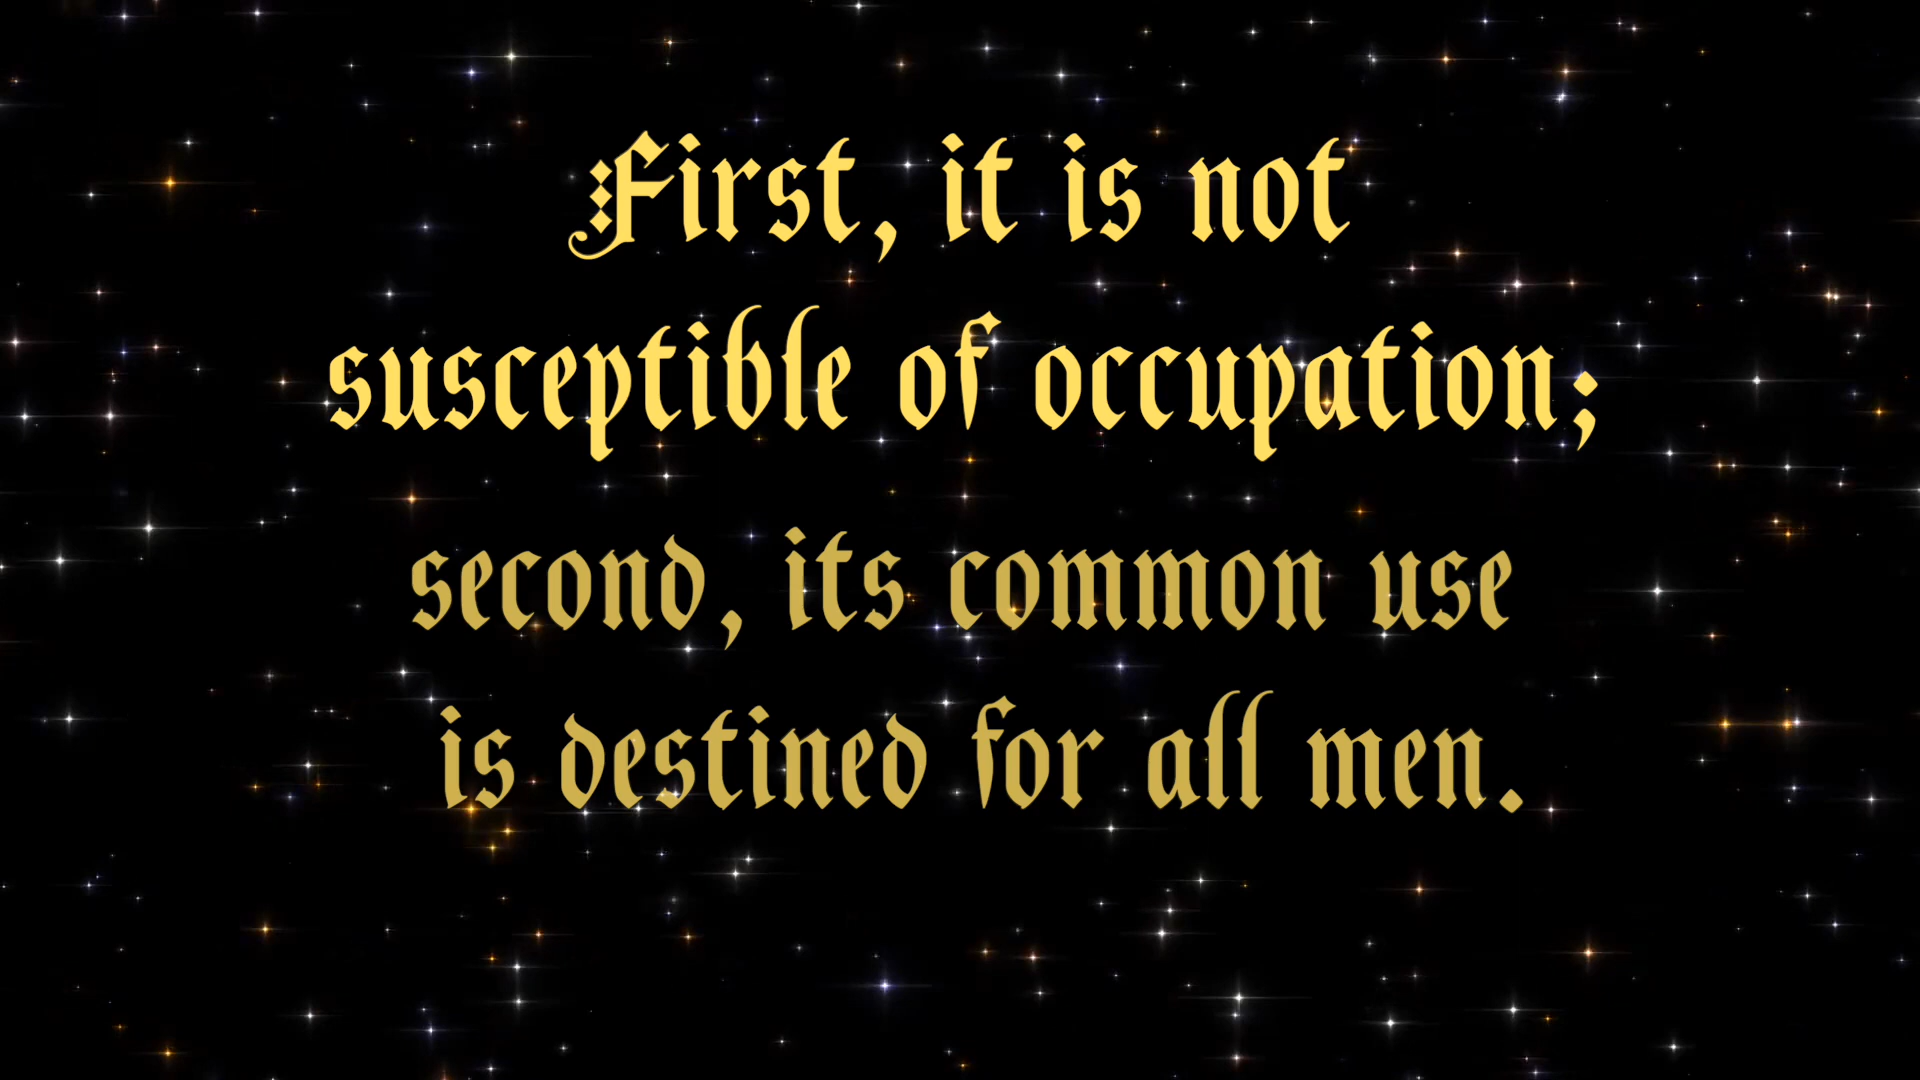 First, it is not
susceptible of occupation;
second, its common use
is destined for all men.